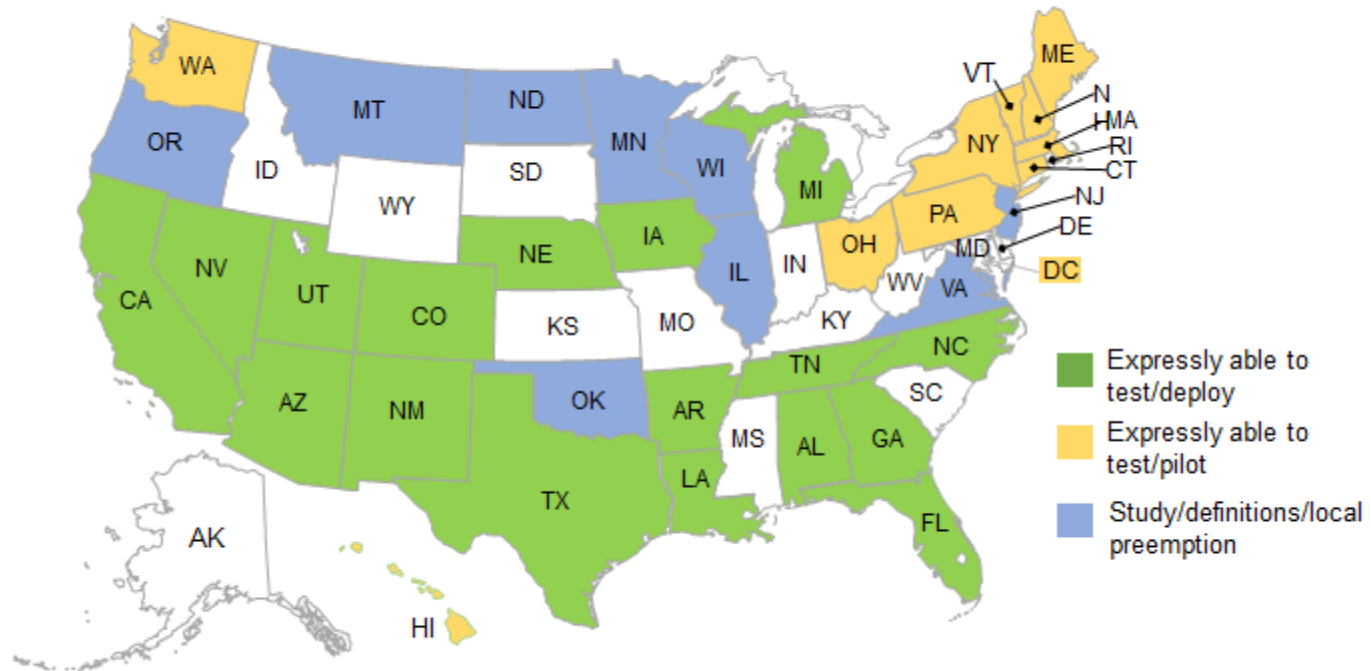 WA
MT
ND
MN
OR
ID
SD
WI
WY
MI
NE
IA
NV
UT
CA
CO
KS
MO
IL
IN
OH
KY
WV
VA
PA
NY
VT
ME
N
H
MA
RI
CT
NJ
DE
MD
DC
AZ
NM
OK
AR
TN
NC
SC
MS
AL
GA
LA
TX
FL
AK
HI
Expressly able to
test/deploy
Expressly able to
test/pilot
Study/definitions/local
preemption